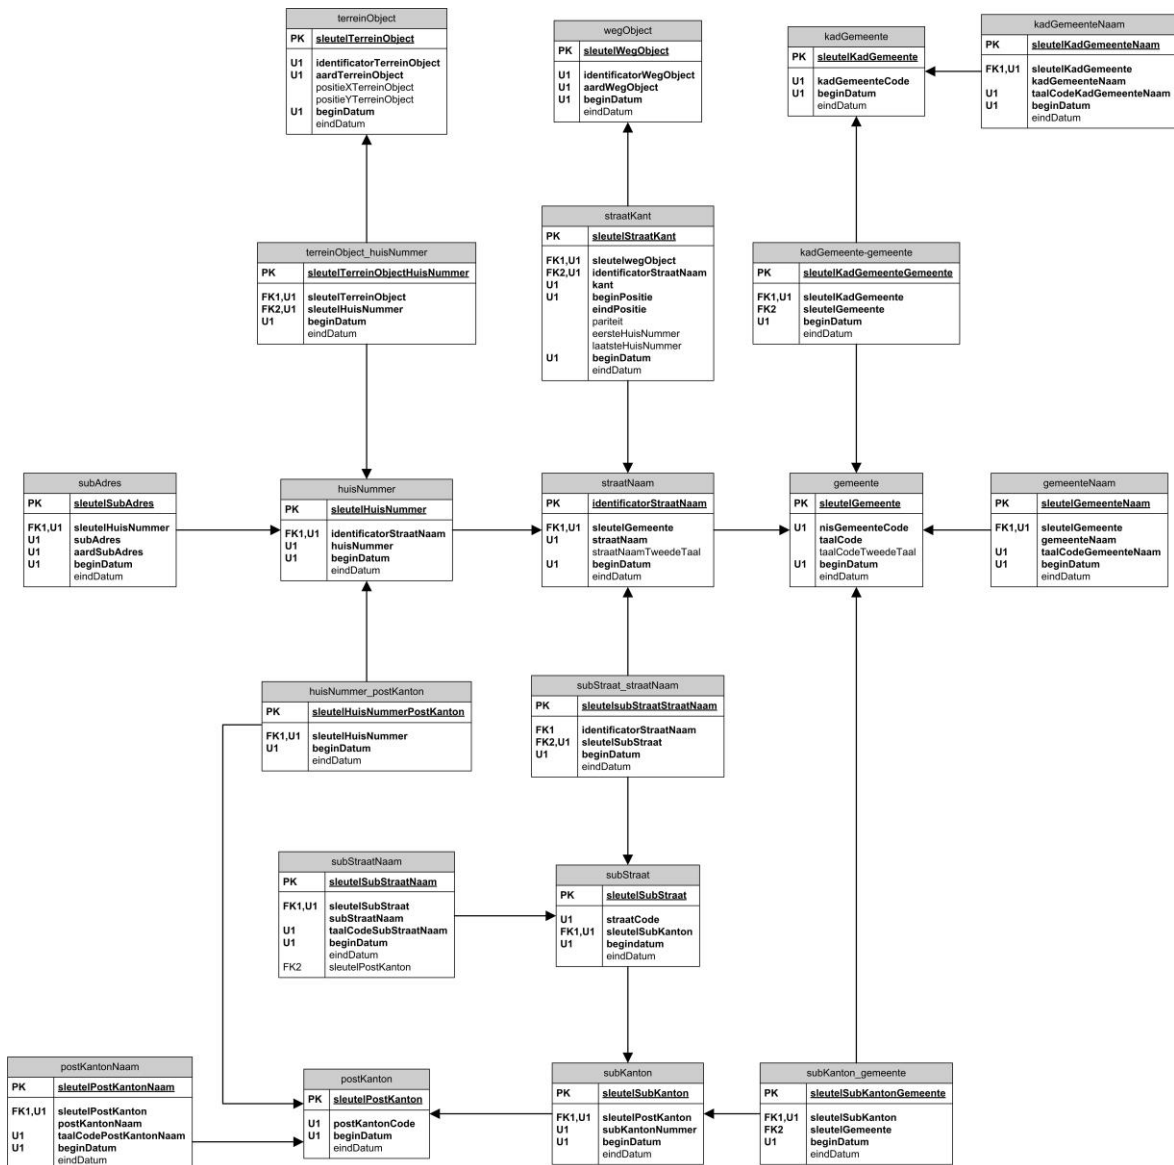 terreinObject
PK sleutelTerreinObject
U1 identificatorTerreinObject
U1 aardTerreinObject
positieXTerreinObject
positieYTerreinObject
U1 beginDatum
eindDatum
wegObject
PK sleutelWegObject
U1 identificatorWegObject
U1 aardWegObject
U1 beginDatum
eindDatum
kadGemeente
PK sleutelKadGemeente
U1 kadGemeenteCode
U1 beginDatum
eindDatum
kadGemeenteNaam
PK sleutelKadGemeenteNaam
FK1,U1 sleutelKadGemeente
kadGemeenteNaam
U1 taalCodeKadGemeenteNaam
U1 beginDatum
eindDatum
terreinObject_huisNummer
PK sleutelTerreinObjectHuisNummer
FK1,U1 sleutelTerreinObject
FK2,U1 sleutelHuisNummer
U1 beginDatum
eindDatum
straatKant
PK sleutelStraatKant
FK1,U1 sleutelwegObject
FK2,U1 identificatorStraatNaam
U1 kant
U1 beginPositie
eindPositie
pariteit
eersteHuisNummer
laatsteHuisNummer
U1 beginDatum
eindDatum
kadGemeente-gemeente
PK sleutelKadGemeenteGemeente
FK1,U1 sleutelKadGemeente
FK2 sleutelGemeente
U1 beginDatum
eindDatum
subAdres
PK sleutelSubAdres
FK1,U1 sleutelHuisNummer
U1 subAdres
U1 aardSubAdres
U1 beginDatum
eindDatum
huisNummer
PK sleutelHuisNummer
FK1,U1 identificatorStraatNaam
U1 huisNummer
U1 beginDatum
eindDatum
straatNaam
PK identificatorStraatNaam
FK1,U1 sleutelGemeente
U1 straatNaam
straatNaamTweedeTaal
U1 beginDatum
eindDatum
gemeente
PK sleutelGemeente
U1 nisGemeenteCode
taalCode
taalCodeTweedeTaal
U1 beginDatum
eindDatum
gemeenteNaam
PK sleutelGemeenteNaam
FK1,U1 sleutelGemeente
gemeenteNaam
U1 taalCodeGemeenteNaam
U1 beginDatum
eindDatum
huisNummer_postKanton
PK sleutelHuisNummerPostKanton
FK1,U1 sleutelHuisNummer
U1 beginDatum
eindDatum
subStraat_straatNaam
PK sleutelsubStraatStraatNaam
FK1 identificatorStraatNaam
FK2,U1 sleutelSubStraat
U1 beginDatum
eindDatum
subStraatNaam
PK sleutelSubStraatNaam
FK1,U1 sleutelSubStraat
subStraatNaam
U1 taalCodeSubStraatNaam
U1 beginDatum
eindDatum
FK2 sleutelPostKanton
subStraat
PK sleutelSubStraat
U1 straatCode
FK1,U1 sleutelSubKanton
U1 begindatum
eindDatum
postKantonNaam
PK sleutelPostKantonNaam
FK1,U1 sleutelPostKanton
postKantonNaam
U1 taalCodePostKantonNaam
U1 beginDatum
eindDatum
postKanton
PK sleutelPostKanton
U1 postKantonCode
U1 beginDatum
eindDatum
subKanton
PK sleutelSubKanton
FK1,U1 sleutelPostKanton
U1 subKantonNummer
U1 beginDatum
eindDatum
subKanton_gemeente
PK sleutelSubKantonGemeente
FK1,U1 sleutelSubKanton
FK2 sleutelGemeente
U1 beginDatum
eindDatum